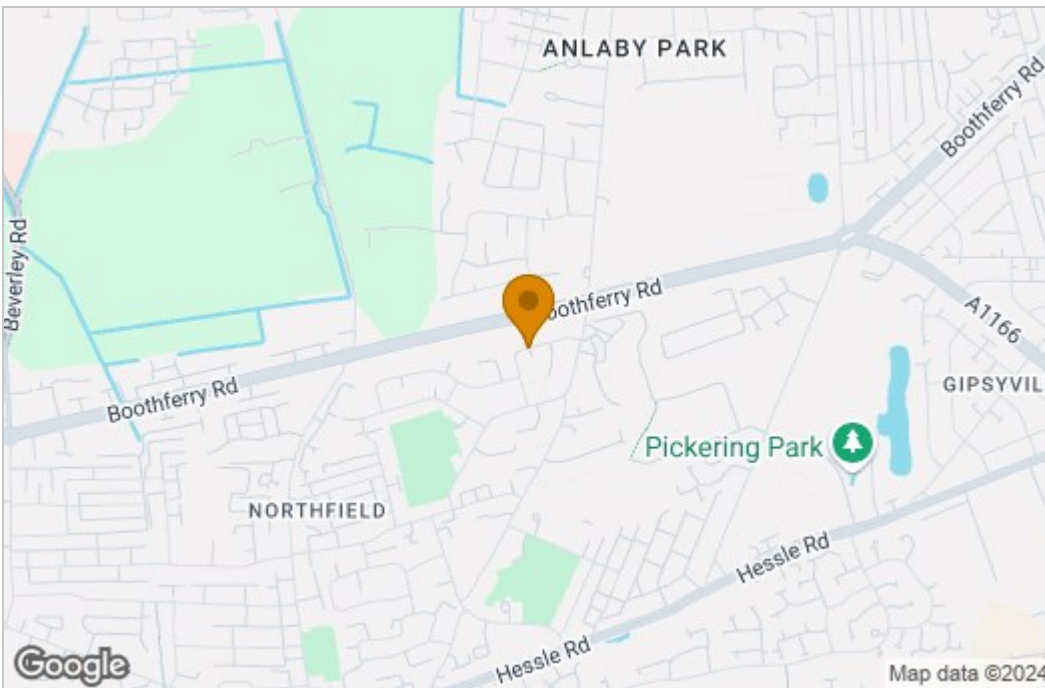 ANLABY PARK
Boothferry Rd
Beverley Rd
oothferry Rd
A1166
Boothferry Rd
GIPSYVIL
Pickering Park
NORTHFIELD
Hessle Rd
Hessle Rd
Google
Map data ©2024